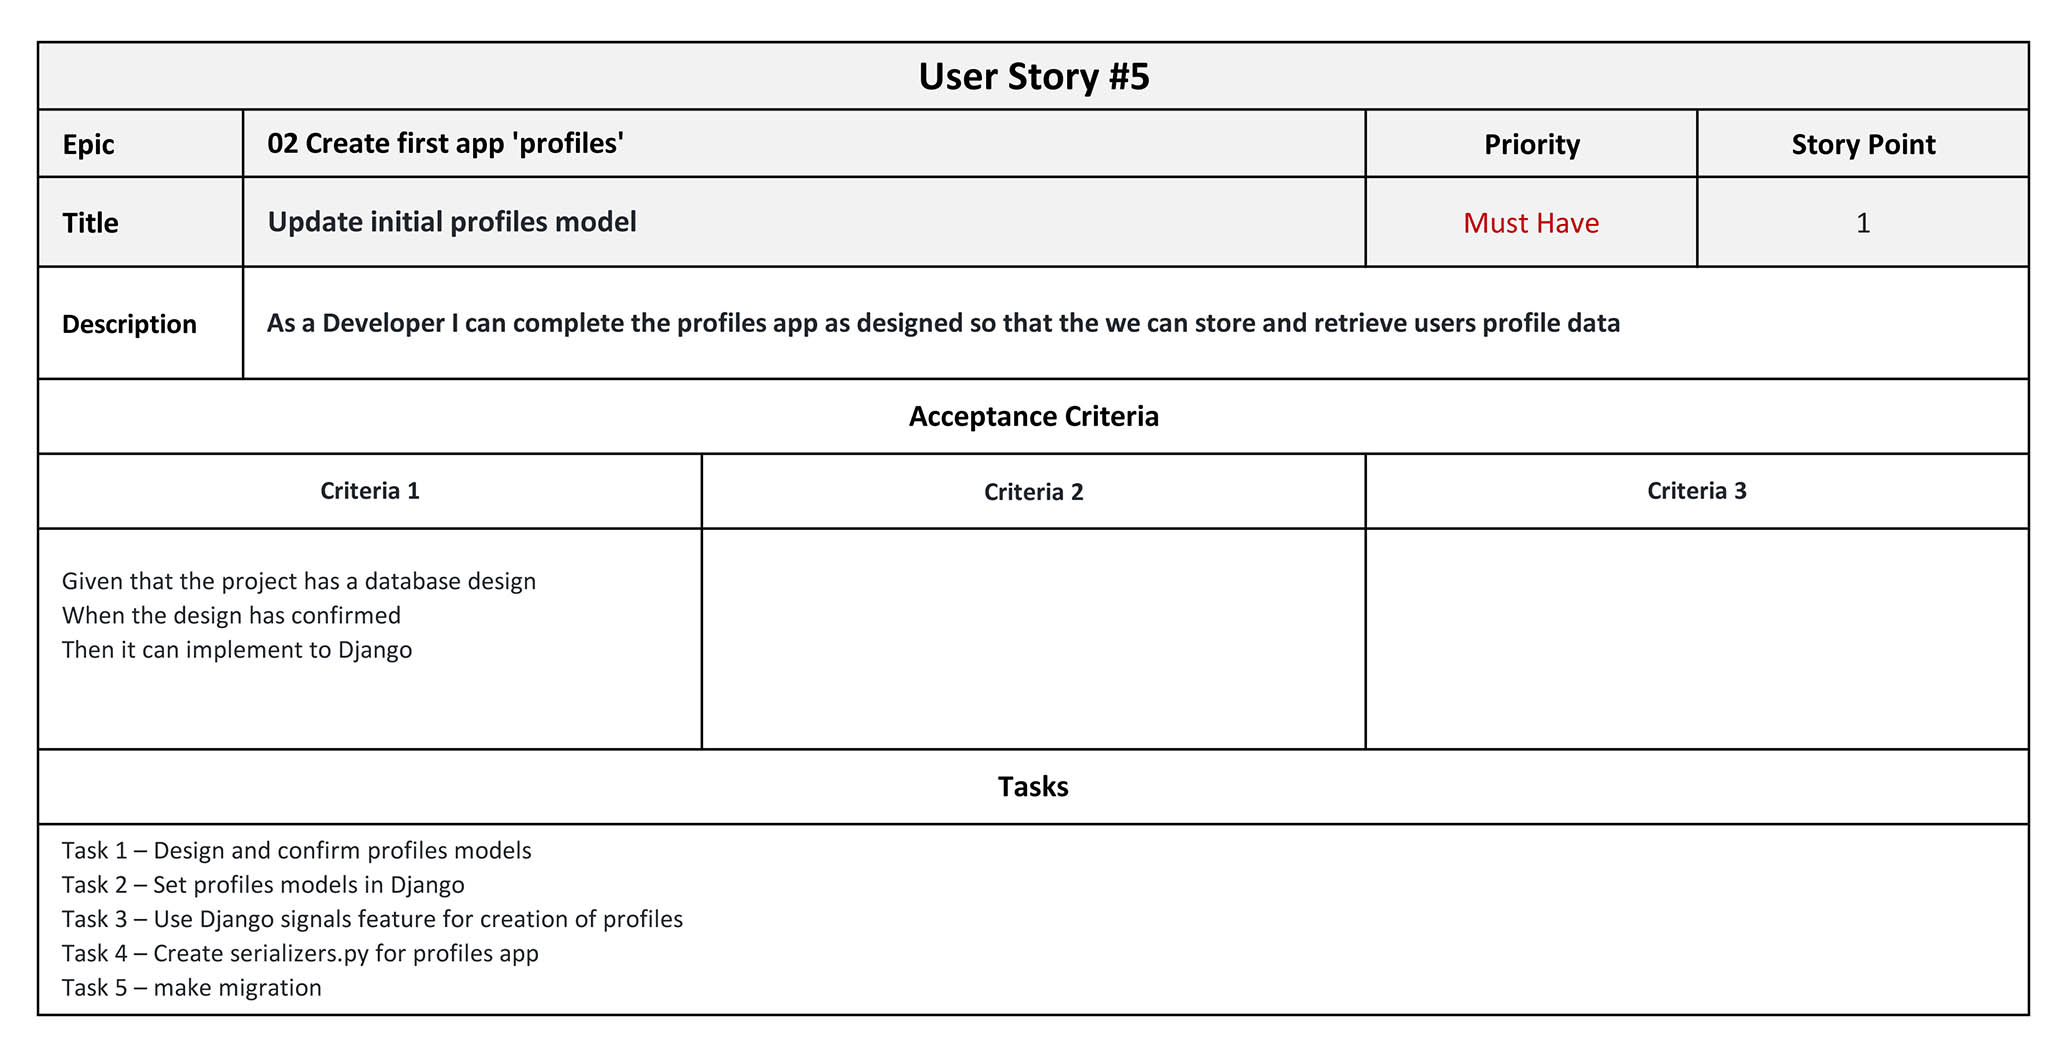 User Story #5
Epic
02 Create first app 'profiles'
Priority
Story Point
Title
Update initial profiles model
Must Have
1
Description
As a Developer I can complete the profiles app as designed so that the we can store and retrieve users profile data
Acceptance Criteria
Criteria 1
Criteria 2
Criteria 3
Given that the project has a database design
When the design has confirmed
Then it can implement to Django
Tasks
Task 1 – Design and confirm profiles models
Task 2 – Set profiles models in Django
Task 3 – Use Django signals feature for creation of profiles
Task 4 – Create serializers.py for profiles app
Task 5 – make migration